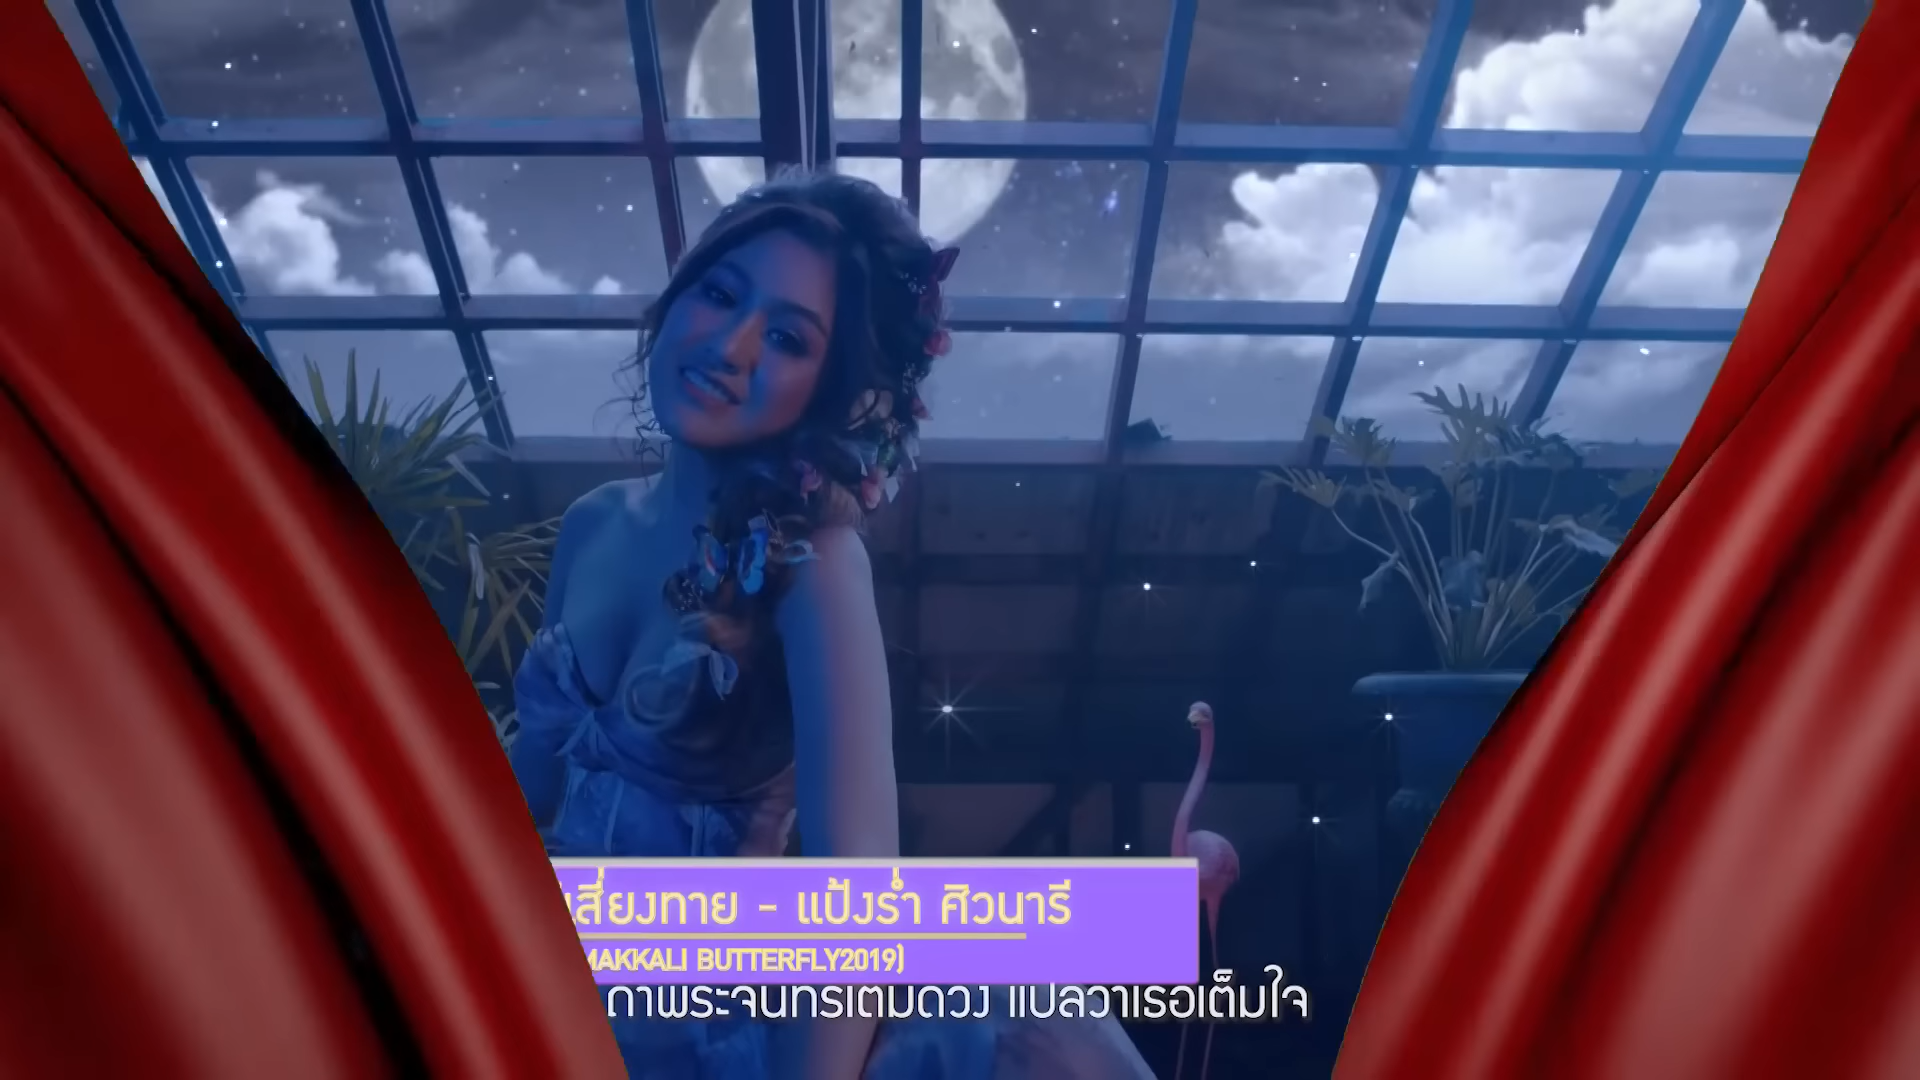 เสี่ยงทาย - แป้งร่ำ ศิวนารี
MAKKALI BUTTERFLY2019)
ถ้าพระจันทร์เต็มดวง แปลว่าเธอเต็มใจ